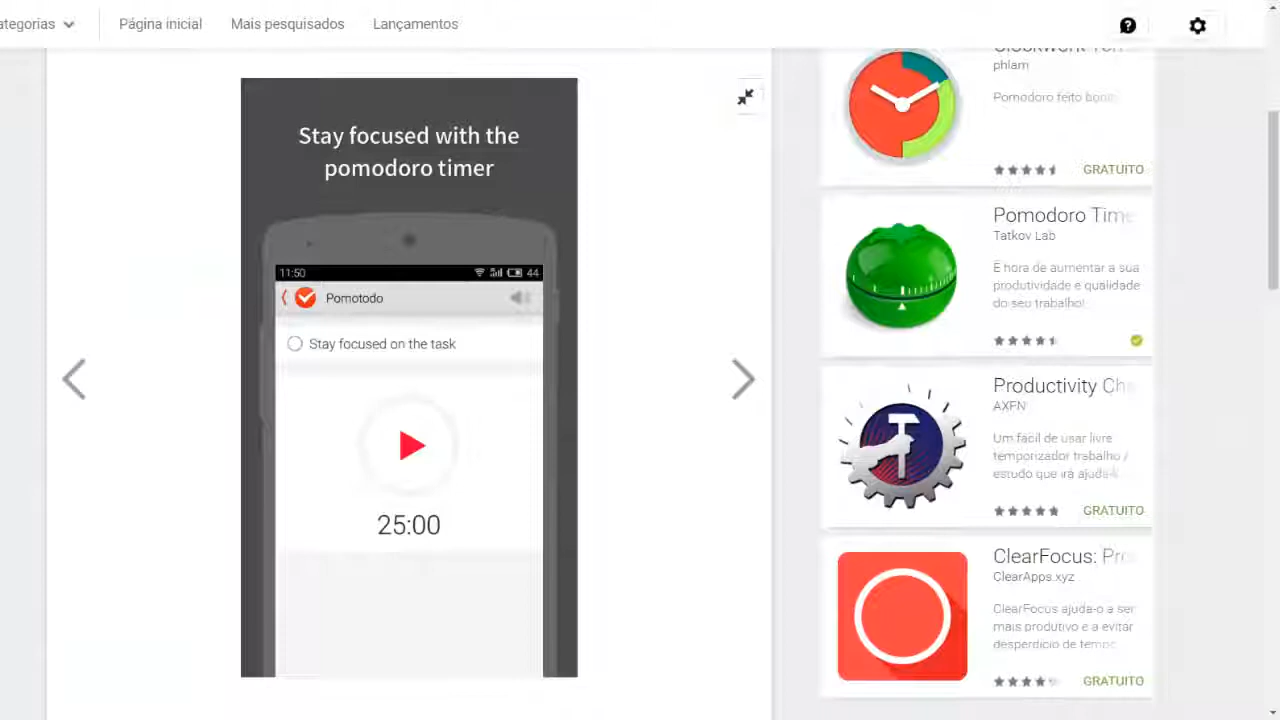 Página inicial
Mais pesquisados
Lançamentos
Stay focused with the
pomodoro timer
11:50
44
Pomotodo
Stay focused on the task
25:00
phlam
Pomodoro feito
GRATUITO
Pomodoro Time
Tatkov Lab
É hora de aumentar a sua
produtividade e qualidade
do seu trabalho!
Productivity Ch
AXFN
Um fácil de usar livre
temporizador trabalho /
estudo que irá ajudá-l
GRATUITO
ClearFocus: Pr
ClearApps.xyz
ClearFocus ajuda-o a ser
mais produtivo e a evitar
desperdício de tempo
GRATUITO